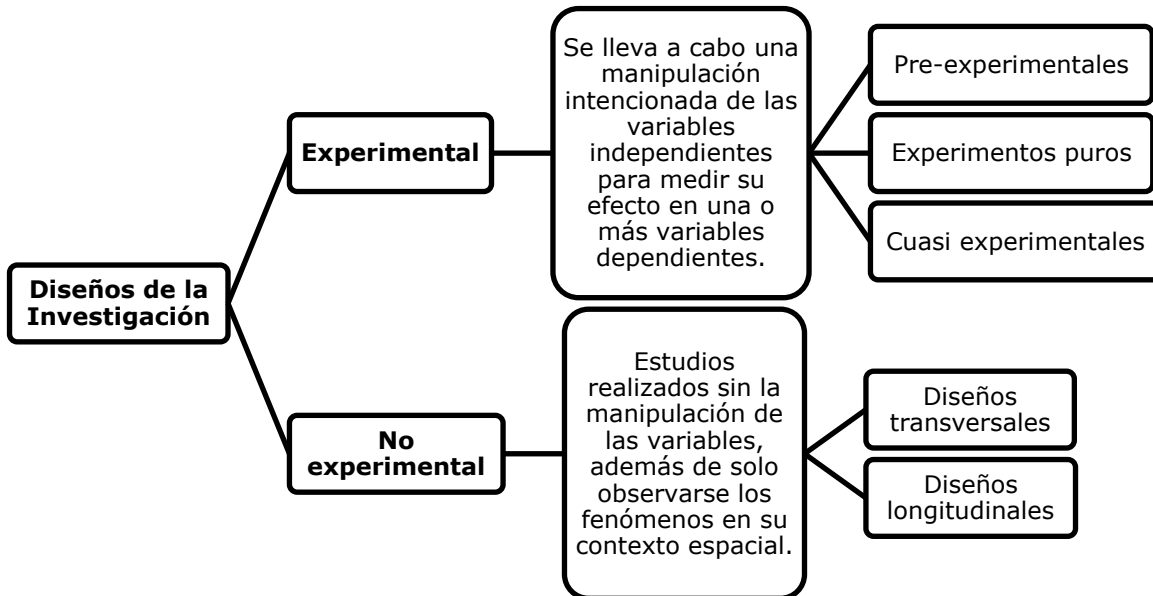 Diseños de la
Investigación
Experimental
Se lleva a cabo una
manipulación
intencionada de las
variables
independientes
para medir su
efecto en una o
más variables
dependientes.
Pre-experimentales
Experimentos puros
Cuasi experimentales
No
experimental
Estudios
realizados sin la
manipulación de
las variables,
además de solo
observarse los
fenómenos en su
contexto espacial.
Diseños
transversales
Diseños
longitudinales